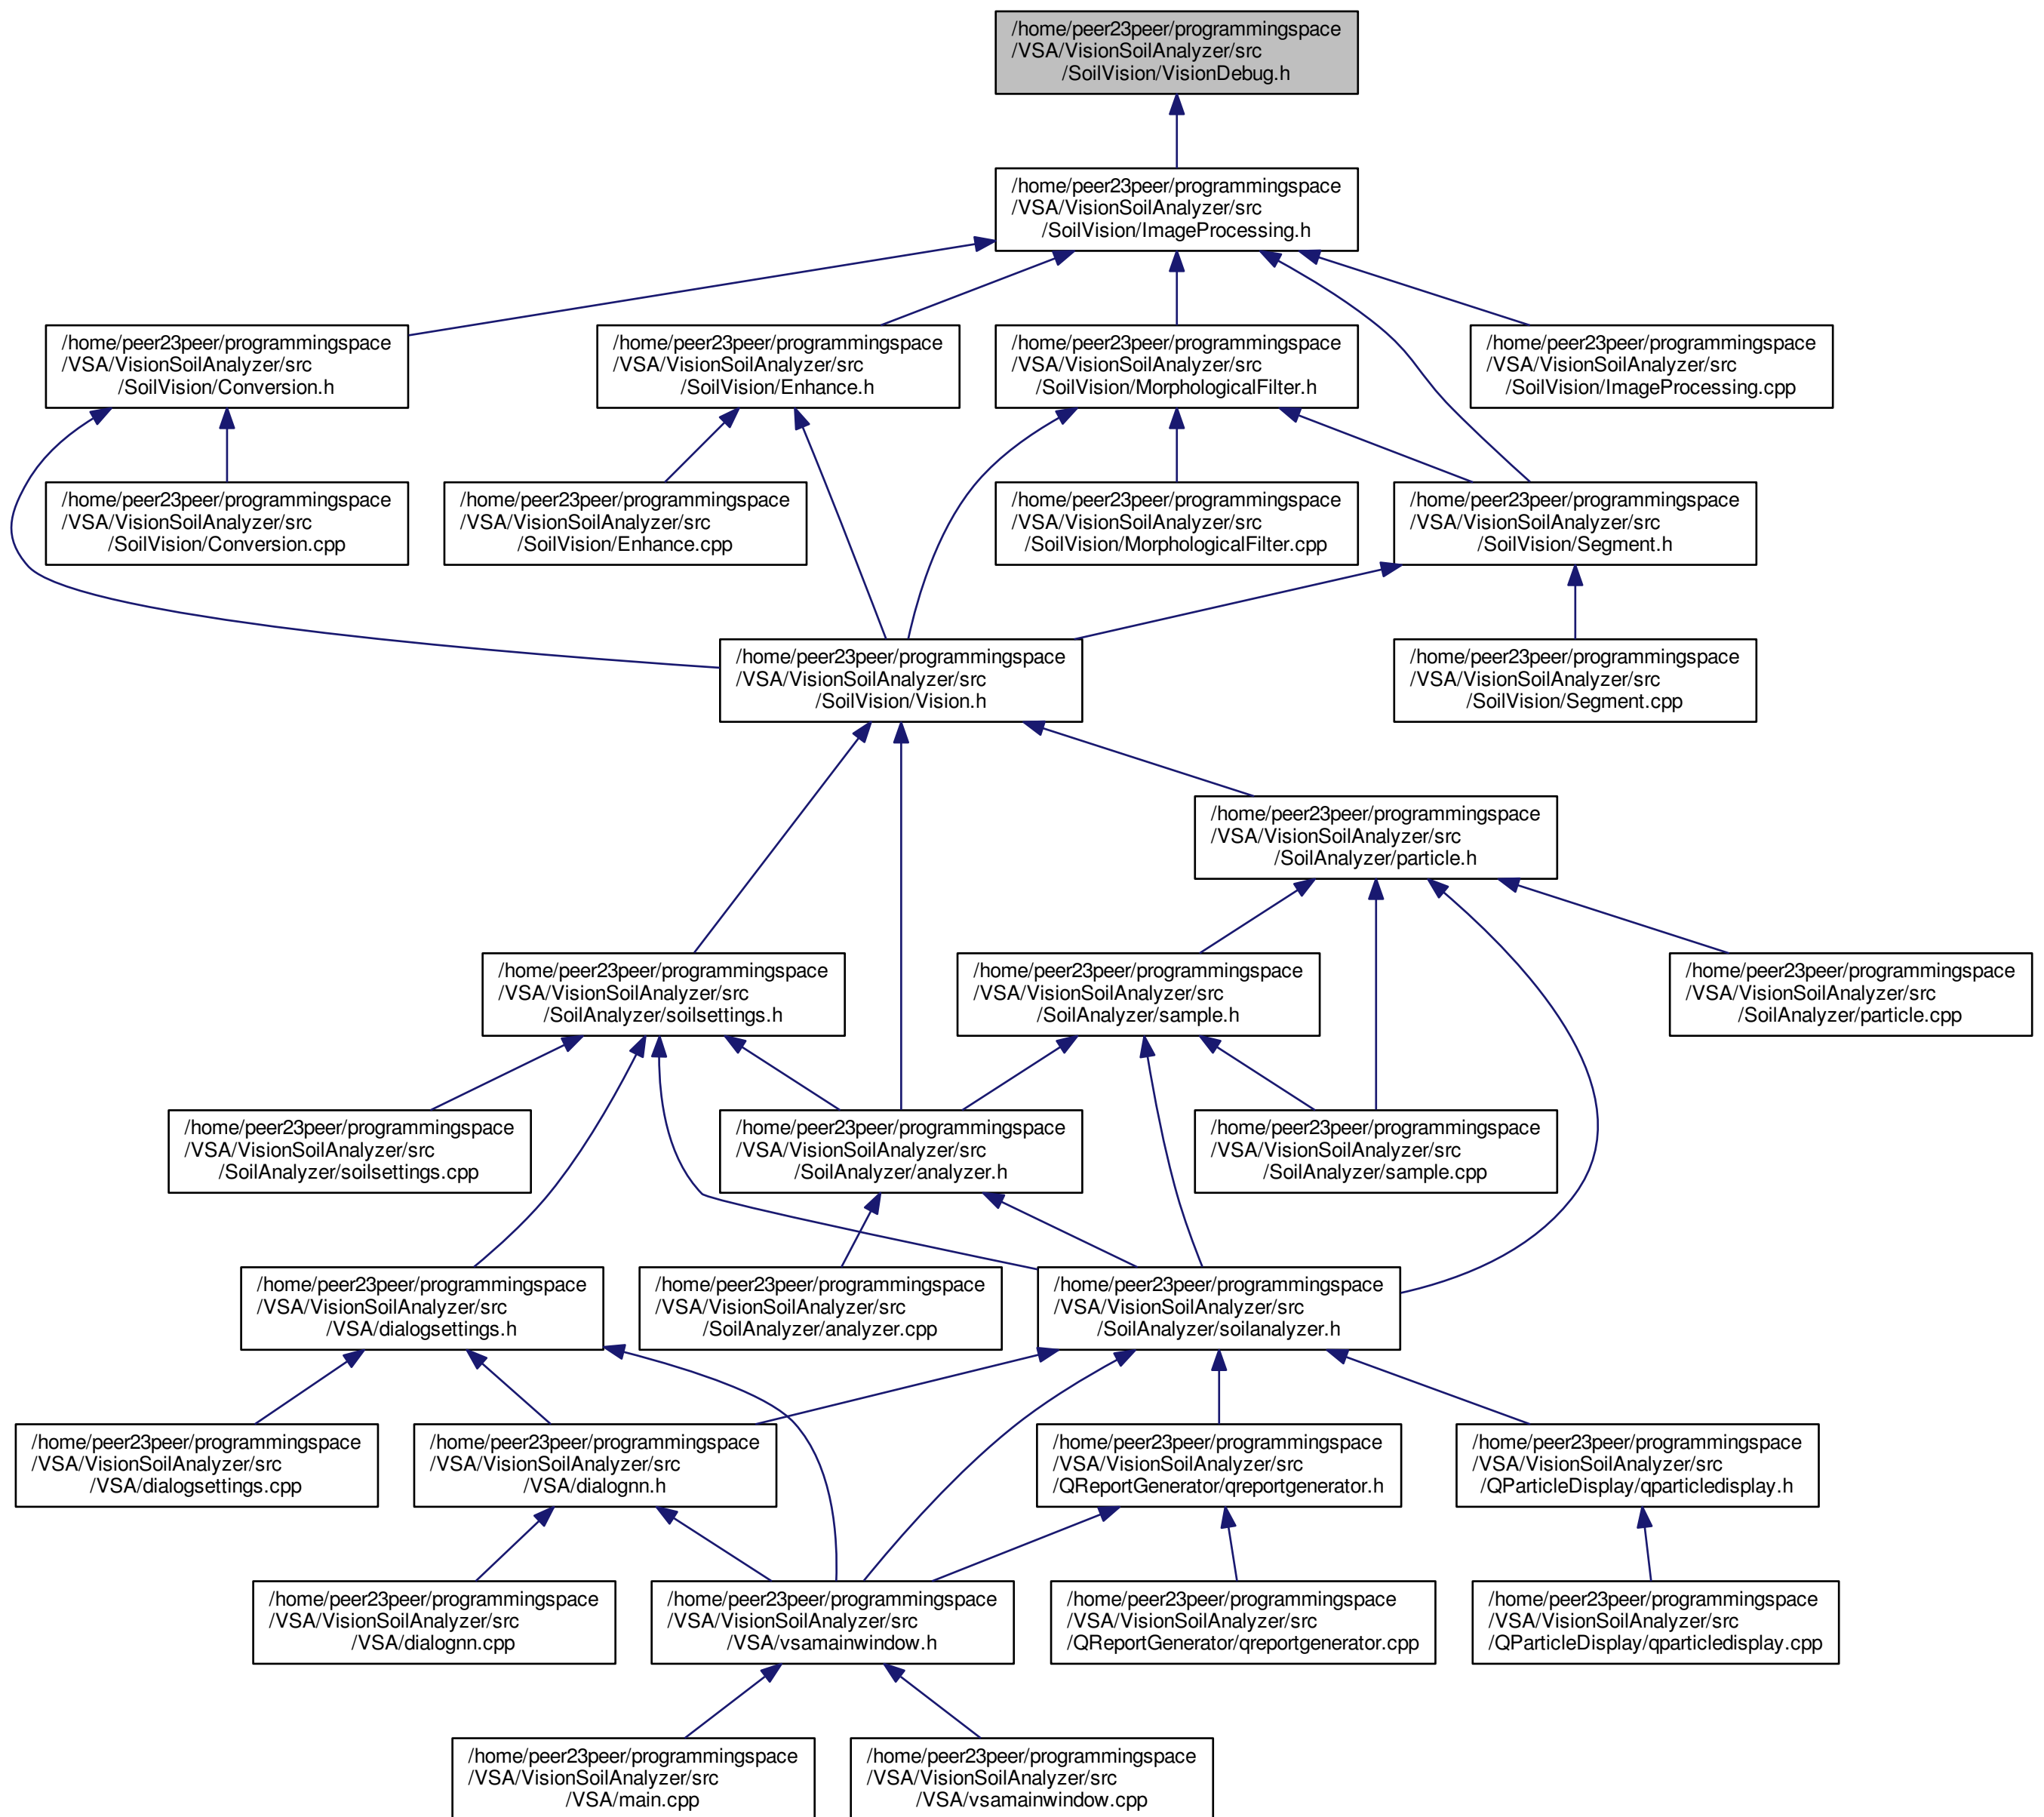 /home/peer23peer/programmingspace
/VSA/VisionSoilAnalyzer/src
/SoilVision/VisionDebug.h
/home/peer23peer/programmingspace
/VSA/VisionSoilAnalyzer/src
/SoilVision/ImageProcessing.h
/home/peer23peer/programmingspace
/VSA/VisionSoilAnalyzer/src
/SoilVision/Conversion.h
/home/peer23peer/programmingspace
/VSA/VisionSoilAnalyzer/src
/SoilVision/Enhance.h
/home/peer23peer/programmingspace
/VSA/VisionSoilAnalyzer/src
/SoilVision/MorphologicalFilter.h
/home/peer23peer/programmingspace
/VSA/VisionSoilAnalyzer/src
/SoilVision/ImageProcessing.cpp
/home/peer23peer/programmingspace
/VSA/VisionSoilAnalyzer/src
/SoilVision/Conversion.cpp
/home/peer23peer/programmingspace
/VSA/VisionSoilAnalyzer/src
/SoilVision/Enhance.cpp
/home/peer23peer/programmingspace
/VSA/VisionSoilAnalyzer/src
/SoilVision/MorphologicalFilter.cpp
/home/peer23peer/programmingspace
/VSA/VisionSoilAnalyzer/src
/SoilVision/Segment.h
/home/peer23peer/programmingspace
/VSA/VisionSoilAnalyzer/src
/SoilVision/Vision.h
/home/peer23peer/programmingspace
/VSA/VisionSoilAnalyzer/src
/SoilVision/Segment.cpp
/home/peer23peer/programmingspace
/VSA/VisionSoilAnalyzer/src
/SoilAnalyzer/particle.h
/home/peer23peer/programmingspace
/VSA/VisionSoilAnalyzer/src
/SoilAnalyzer/soilsettings.h
/home/peer23peer/programmingspace
/VSA/VisionSoilAnalyzer/src
/SoilAnalyzer/sample.h
/home/peer23peer/programmingspace
/VSA/VisionSoilAnalyzer/src
/SoilAnalyzer/particle.cpp
/home/peer23peer/programmingspace
/VSA/VisionSoilAnalyzer/src
/SoilAnalyzer/soilsettings.cpp
/home/peer23peer/programmingspace
/VSA/VisionSoilAnalyzer/src
/SoilAnalyzer/analyzer.h
/home/peer23peer/programmingspace
/VSA/VisionSoilAnalyzer/src
/SoilAnalyzer/sample.cpp
/home/peer23peer/programmingspace
/VSA/VisionSoilAnalyzer/src
/VSA/dialogsettings.h
/home/peer23peer/programmingspace
/VSA/VisionSoilAnalyzer/src
/SoilAnalyzer/analyzer.cpp
/home/peer23peer/programmingspace
/VSA/VisionSoilAnalyzer/src
/SoilAnalyzer/soilanalyzer.h
/home/peer23peer/programmingspace
/VSA/VisionSoilAnalyzer/src
/VSA/dialogsettings.cpp
/home/peer23peer/programmingspace
/VSA/VisionSoilAnalyzer/src
/VSA/dialognn.h
/home/peer23peer/programmingspace
/VSA/VisionSoilAnalyzer/src
/QReportGenerator/qreportgenerator.h
/home/peer23peer/programmingspace
/VSA/VisionSoilAnalyzer/src
/QParticleDisplay/qparticledisplay.h
/home/peer23peer/programmingspace
/VSA/VisionSoilAnalyzer/src
/VSA/dialognn.cpp
/home/peer23peer/programmingspace
/VSA/VisionSoilAnalyzer/src
/VSA/vsamainwindow.h
/home/peer23peer/programmingspace
/VSA/VisionSoilAnalyzer/src
/QReportGenerator/qreportgenerator.cpp
/home/peer23peer/programmingspace
/VSA/VisionSoilAnalyzer/src
/QParticleDisplay/qparticledisplay.cpp
/home/peer23peer/programmingspace
/VSA/VisionSoilAnalyzer/src
/VSA/main.cpp
/home/peer23peer/programmingspace
/VSA/VisionSoilAnalyzer/src
/VSA/vsamainwindow.cpp